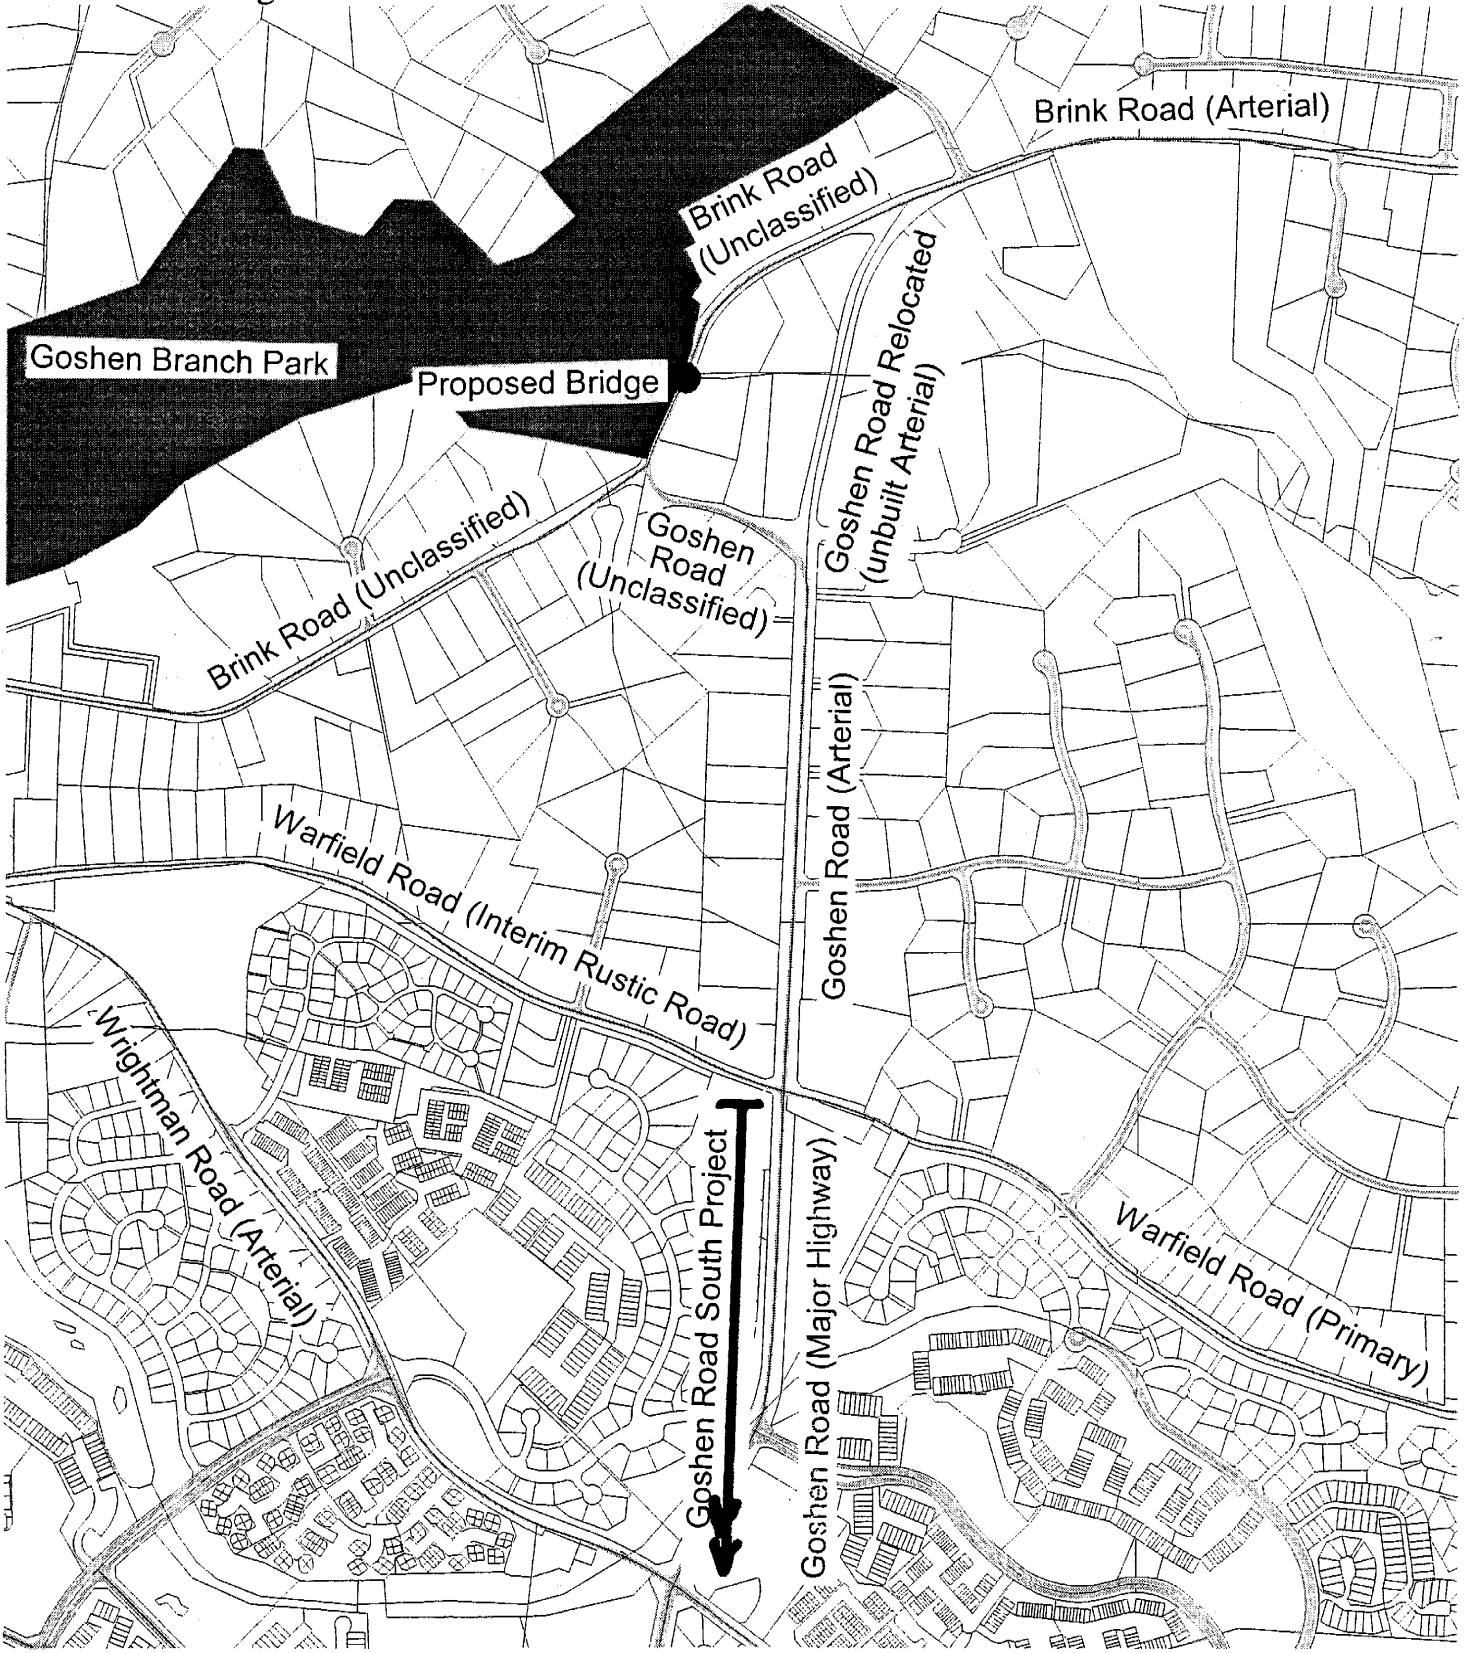 Brink Road (Arterial)
Brink Road
(Unclassified)
Goshen Branch Park
Proposed Bridge
Goshen Road Relocated
(unbuilt Arterial)
Goshen
Road
(Unclassified)
Brink Road (Unclassified)
Goshen Road (Arterial)
Warfield Road (Interim Rustic Road)
Wrightman Road (Arterial)
Goshen Road South Project
Goshen Road (Major Highway)
Warfield Road (Primary)